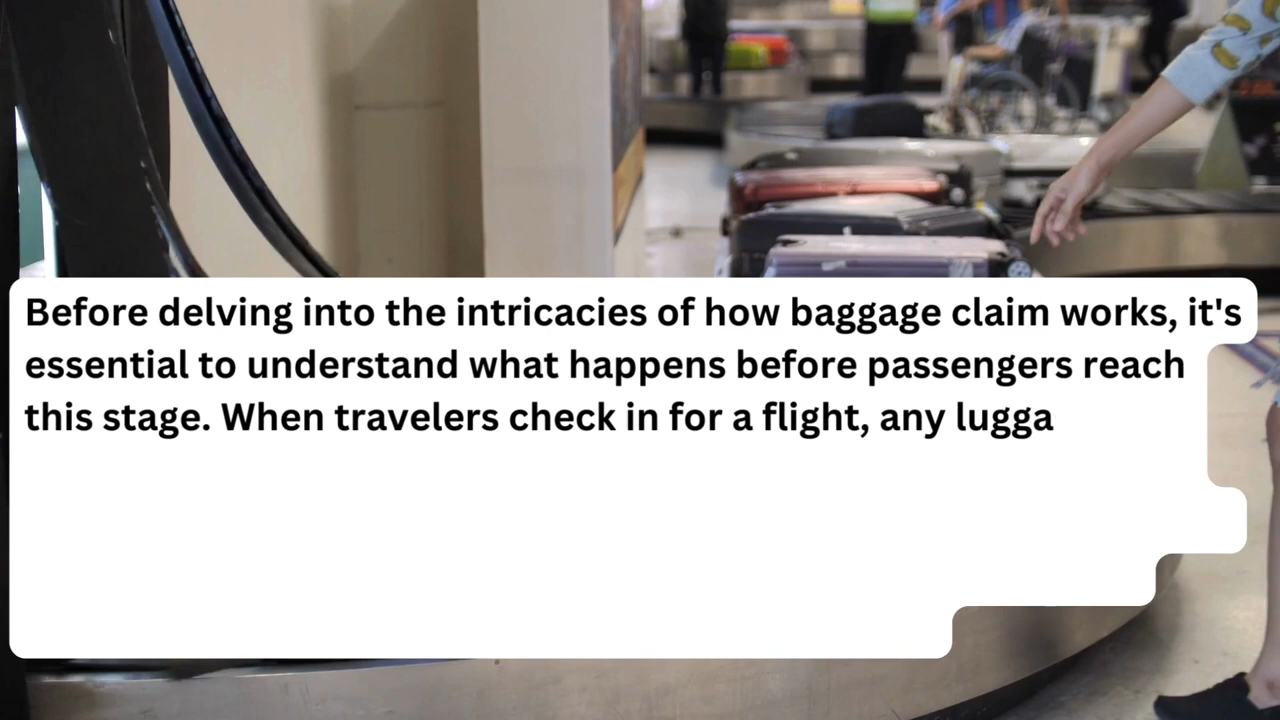 Before delving into the intricacies of how baggage claim works, it's
essential to understand what happens before passengers reach
this stage. When travelers check in for a flight, any lugga